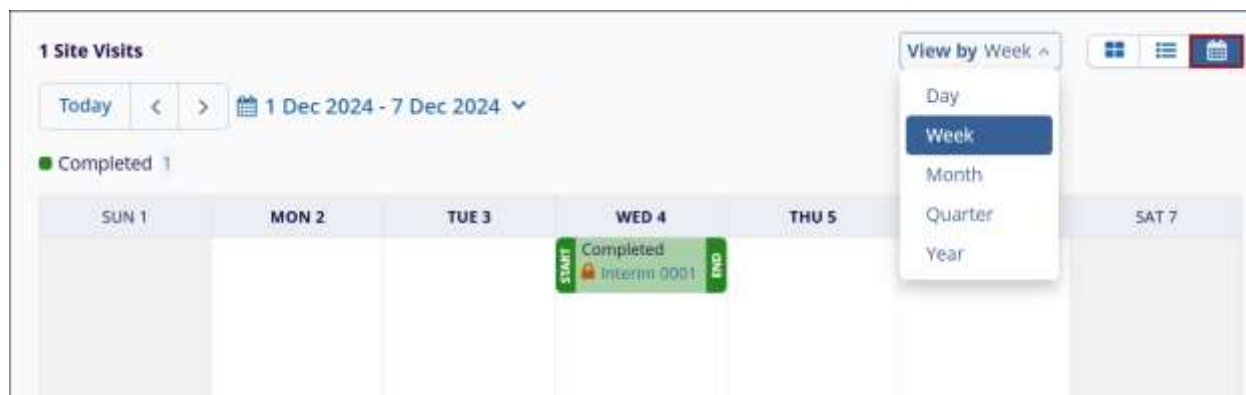 1 Site Visits
View by Week
Today
1 Dec 2024 - 7 Dec 2024
Day
Week
Month
Quarter
Year
Completed 1
SUN 1
MON 2
TUE 3
WED 4
THU 5
SAT 7
START
Completed
Interim 0001
END